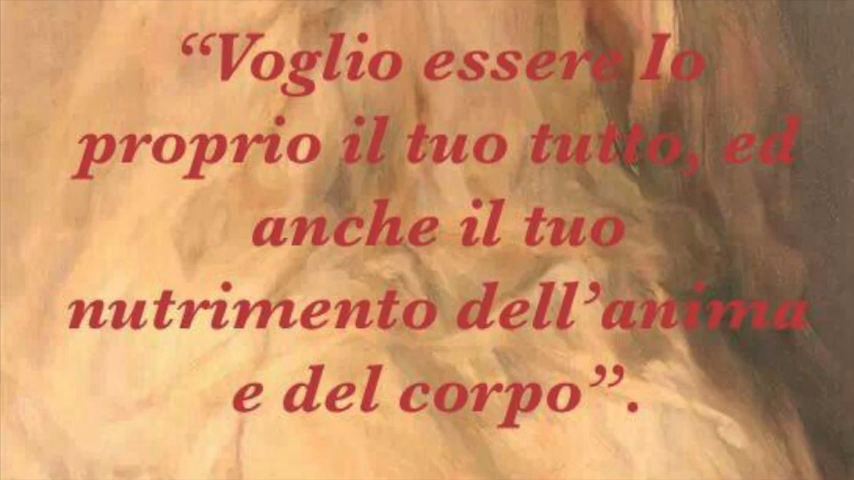 “Voglio essere Io
proprio il tuo tutto, ed
anche il tuo
nutrimento dell’anima
e del corpo”.